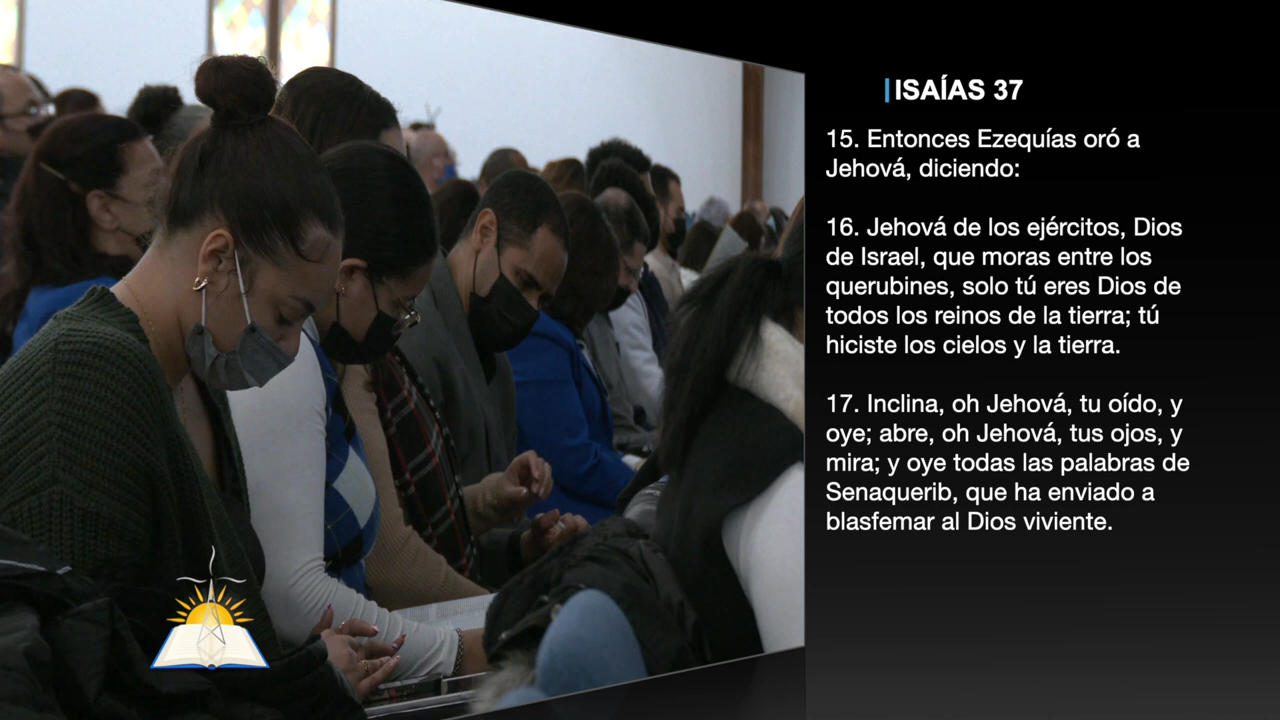 ISAÍAS 37
15. Entonces Ezequías oró a
Jehová, diciendo:
16. Jehová de los ejércitos, Dios
de Israel, que moras entre los
querubines, solo tú eres Dios de
todos los reinos de la tierra; tú
hiciste los cielos y la tierra.
17. Inclina, oh Jehová, tu oído, y
oye; abre, oh Jehová, tus ojos, y
mira; y oye todas las palabras de
Senaquerib, que ha enviado a
blasfemar al Dios viviente.